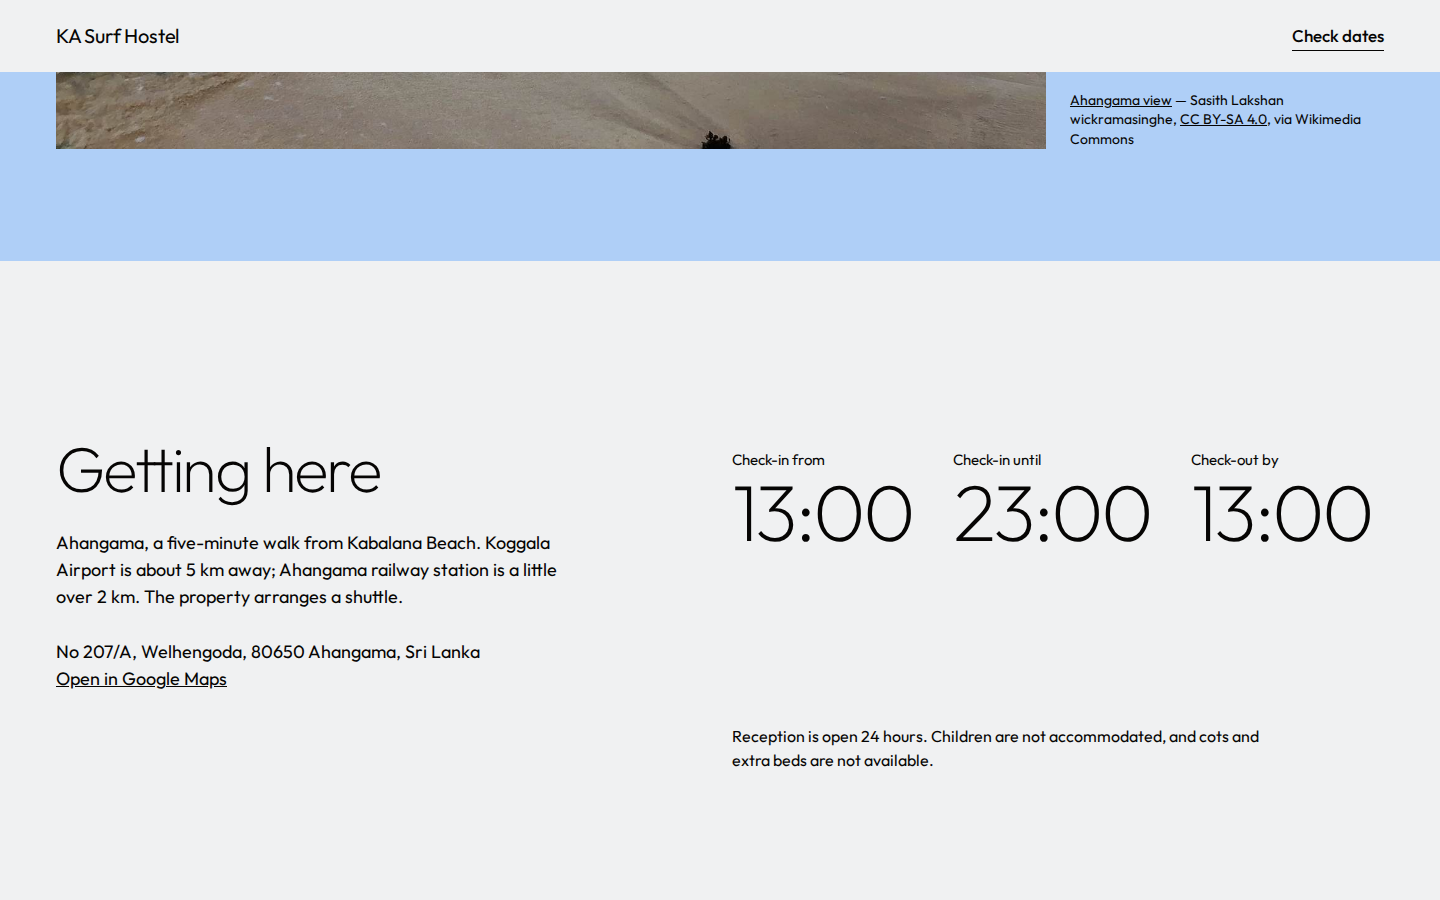 KA Surf Hostel
Check dates
Ahangama view — Sasith Lakshan
wickramasinghe, CC BY-SA 4.0, via Wikimedia
Commons
Getting here
Ahangama, a five-minute walk from Kabalana Beach. Koggala
Airport is about 5 km away; Ahangama railway station is a little
over 2 km. The property arranges a shuttle.
No 207/A, Welhengoda, 80650 Ahangama, Sri Lanka
Open in Google Maps
Check-in from
13:00
Check-in until
23:00
Check-out by
13:00
Reception is open 24 hours. Children are not accommodated, and cots and
extra beds are not available.